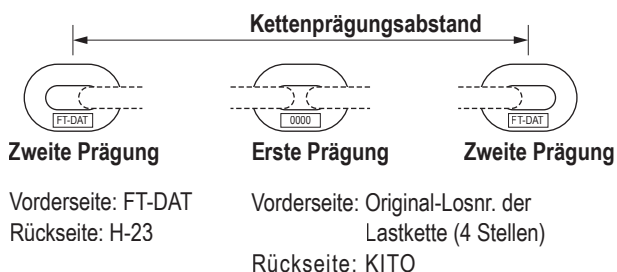 Kettenprägungsabstand
FT-DAT 0000 FT-DAT
Zweite Prägung Erste Prägung Zweite Prägung
Vorderseite: FT-DAT
Rückseite: H-23
Vorderseite: Original-Losnr. der
Lastkette (4 Stellen)
Rückseite: KITO